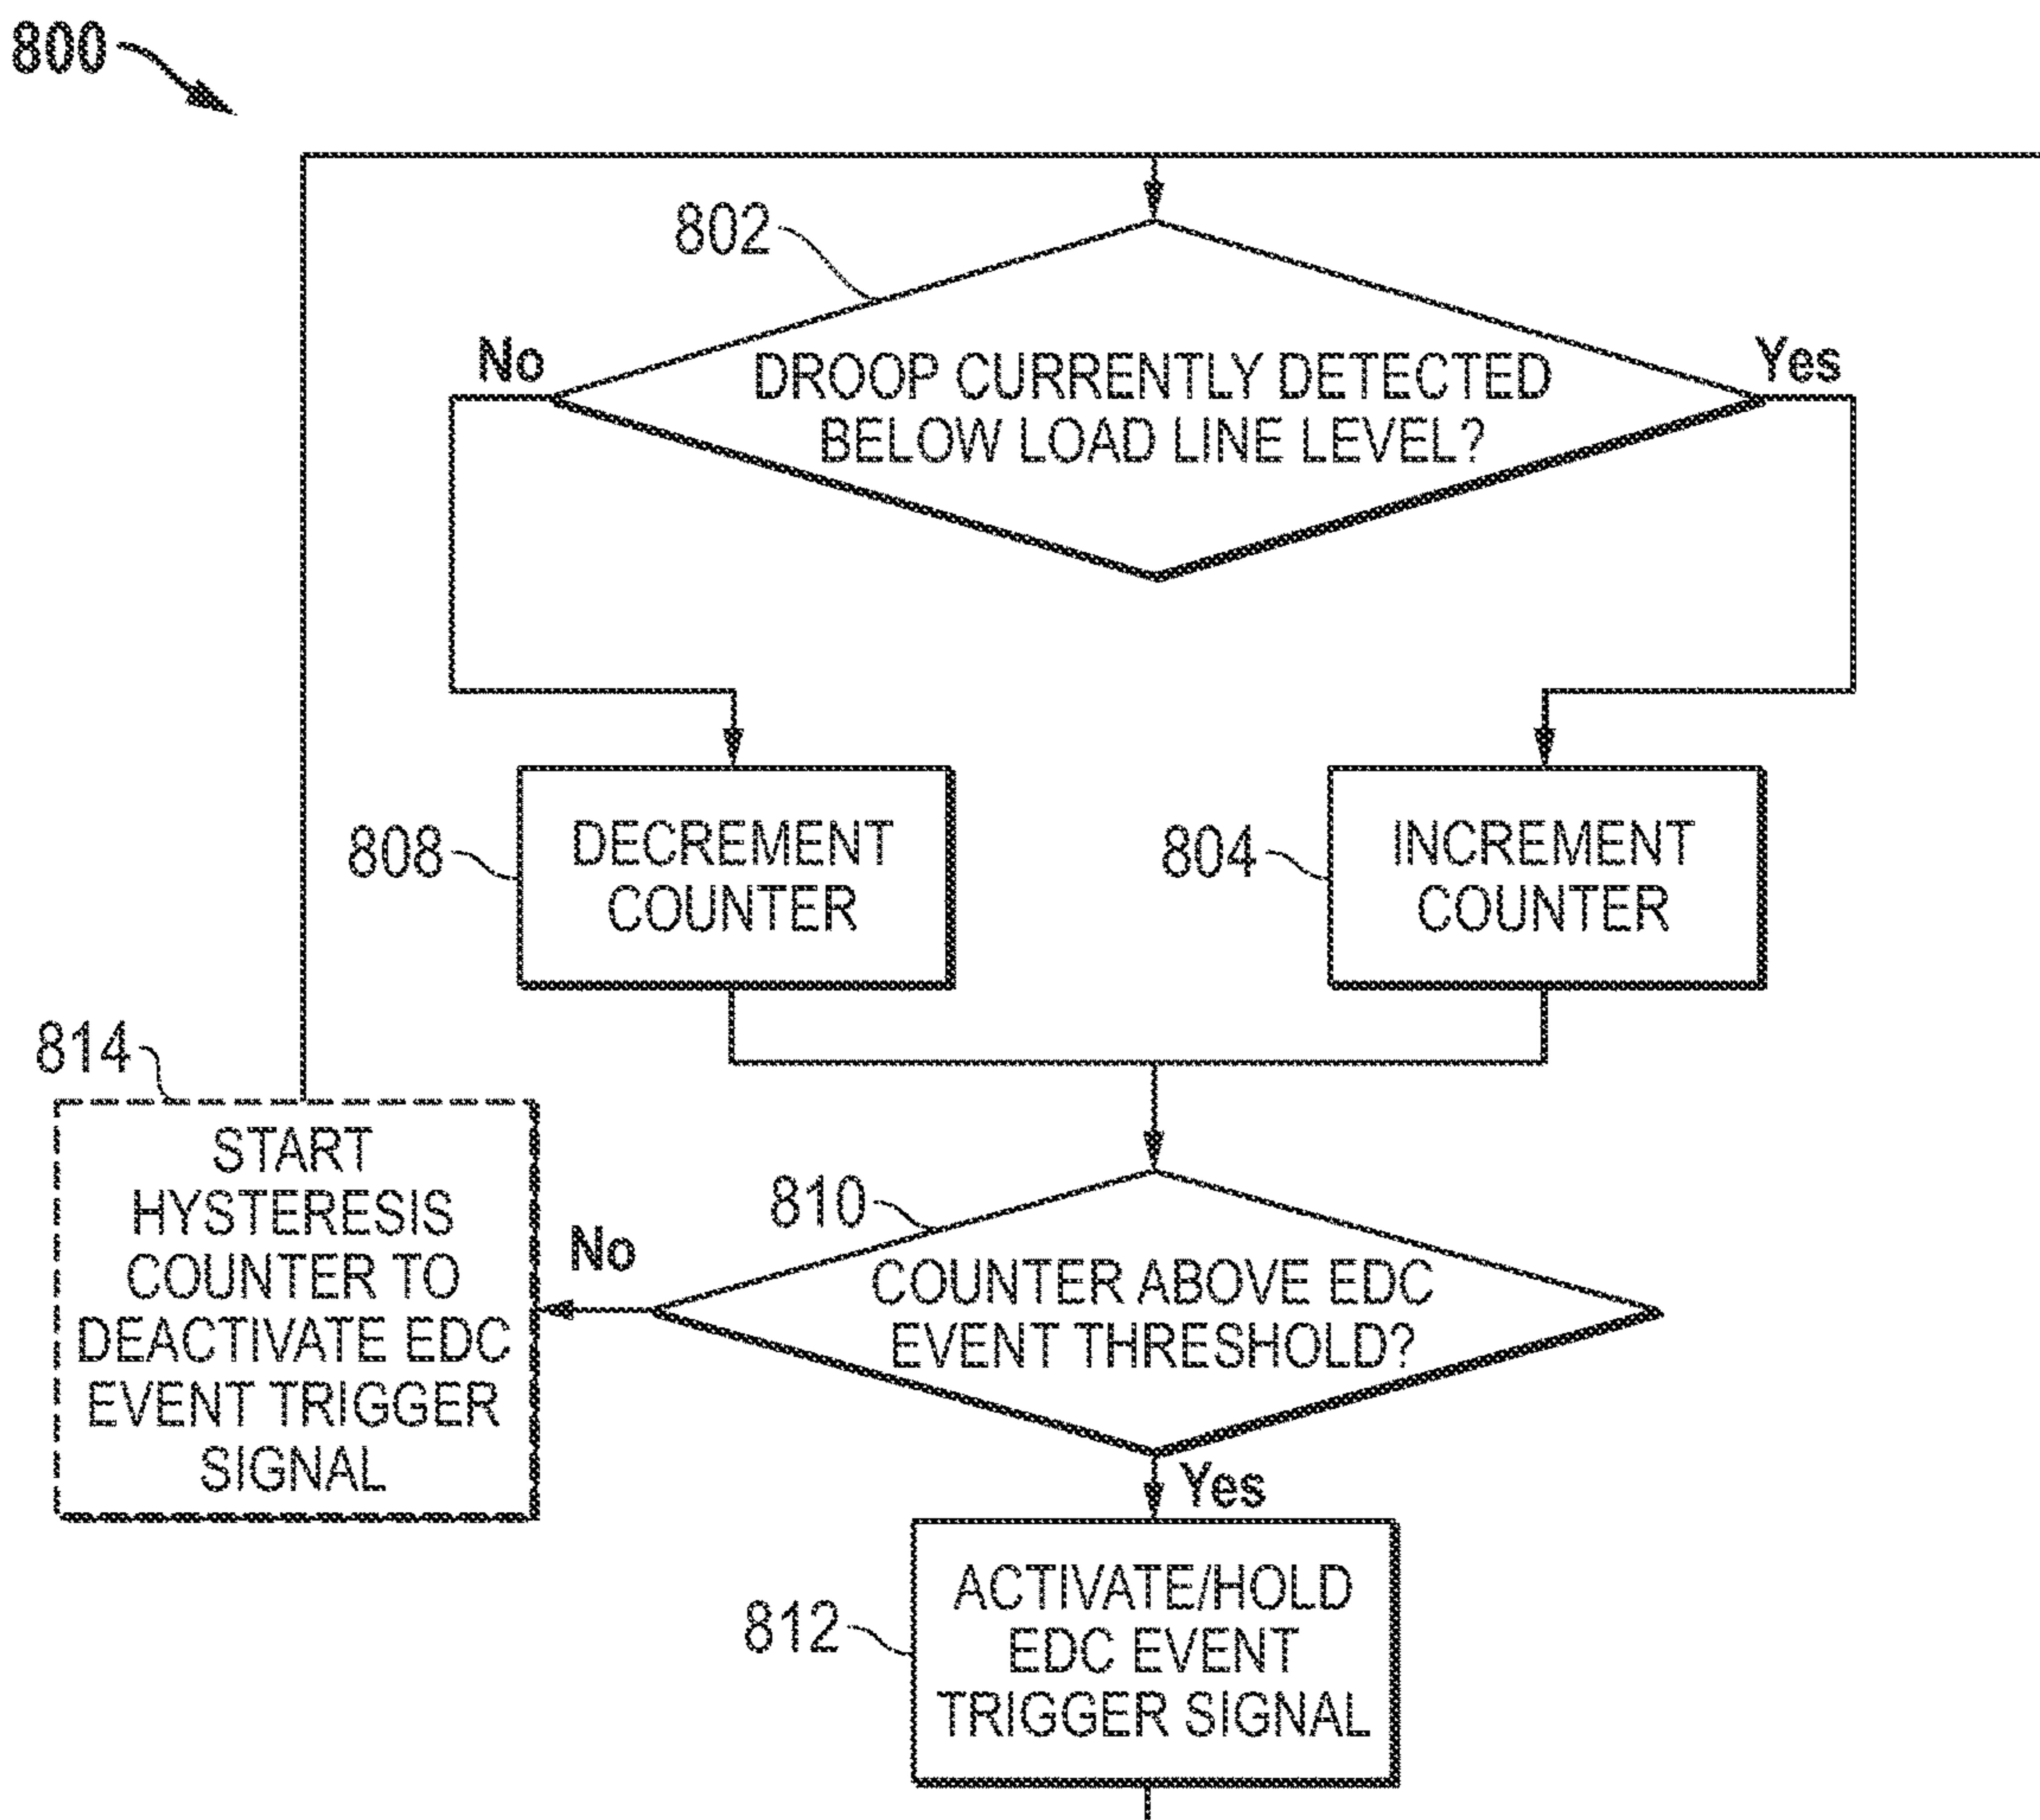 800
802
No
Yes
DROOP CURRENTLY DETECTED
BELOW LOAD LINE LEVEL?
808
DECREMENT
COUNTER
804
INCREMENT
COUNTER
814
START
HYSTERESIS
COUNTER TO
DEACTIVATE EDC
EVENT TRIGGER
SIGNAL
No
810
COUNTER ABOVE EDC
EVENT THRESHOLD?
Yes
812
ACTIVATE/HOLD
EDC EVENT
TRIGGER SIGNAL